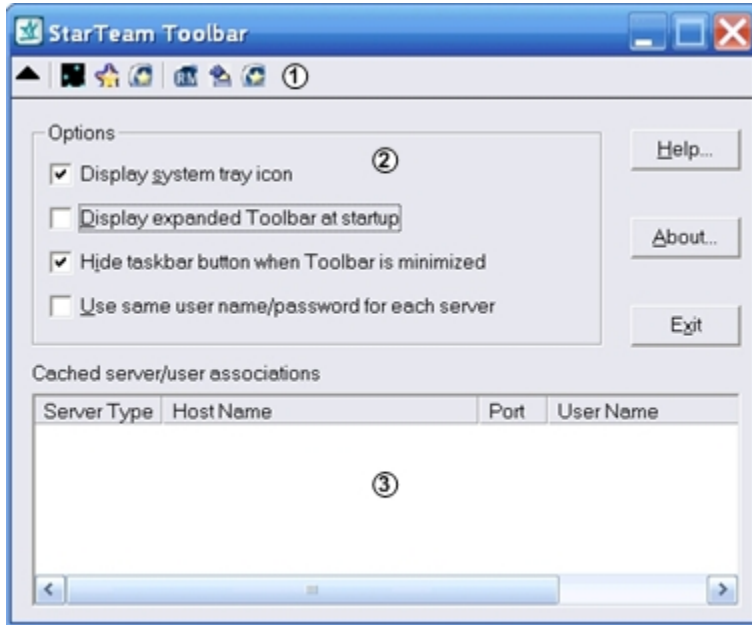 StarTeam Toolbar
RM ①
Options
②
Display system tray icon
Display expanded Toolbar at startup
Hide taskbar button when Toolbar is minimized
Use same user name/password for each server
Help...
About...
Exit
Cached server/user associations
Server Type Host Name Port User Name
③